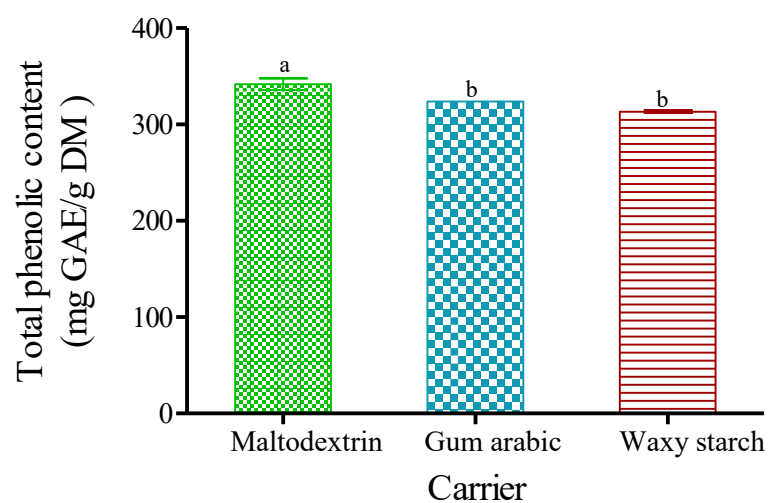 Total phenolic content
(mg GAE/g DM )
400
300
200
100
0
a
b
b
Maltodextrin
Gum arabic
Waxy starch
Carrier